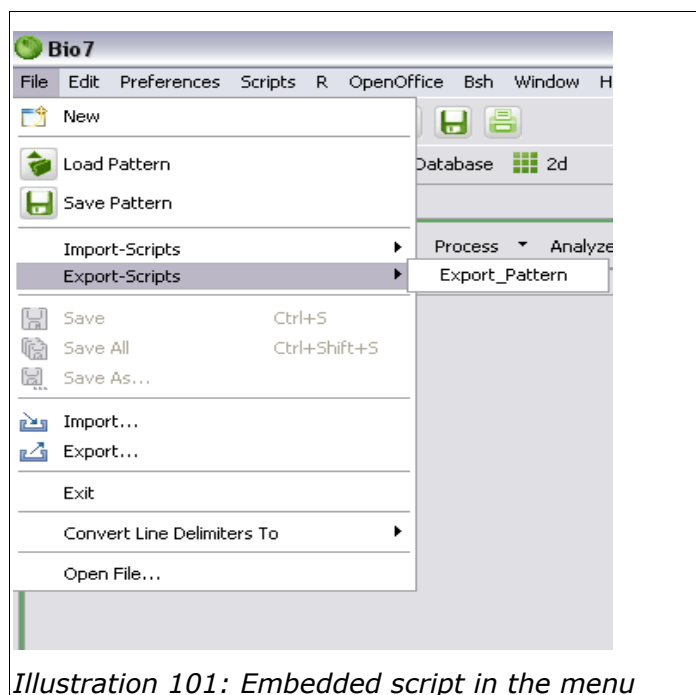 Bio7
File Edit Preferences Scripts R OpenOffice Bsh Window H
New
Load Pattern Database 2d
Save Pattern
Import-Scripts Process Analyze
Export-Scripts Export_Pattern
Save Ctrl+S
Save All Ctrl+Shift+S
Save As...
Import...
Export...
Exit
Convert Line Delimiters To
Open File...
Illustration 101: Embedded script in the menu